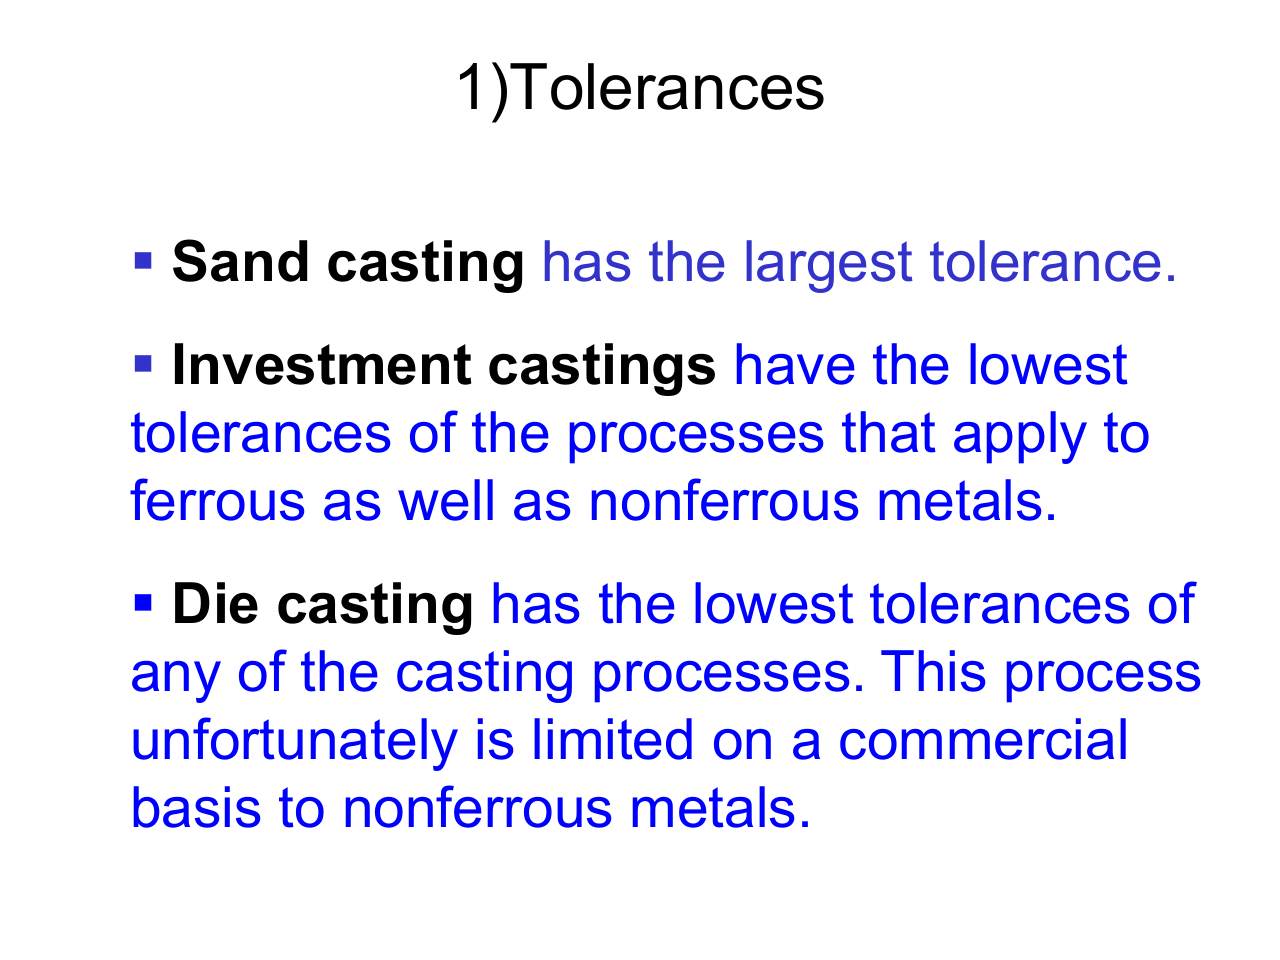 1)Tolerances
▪ Sand casting has the largest tolerance.
▪ Investment castings have the lowest
tolerances of the processes that apply to
ferrous as well as nonferrous metals.
▪ Die casting has the lowest tolerances of
any of the casting processes. This process
unfortunately is limited on a commercial
basis to nonferrous metals.